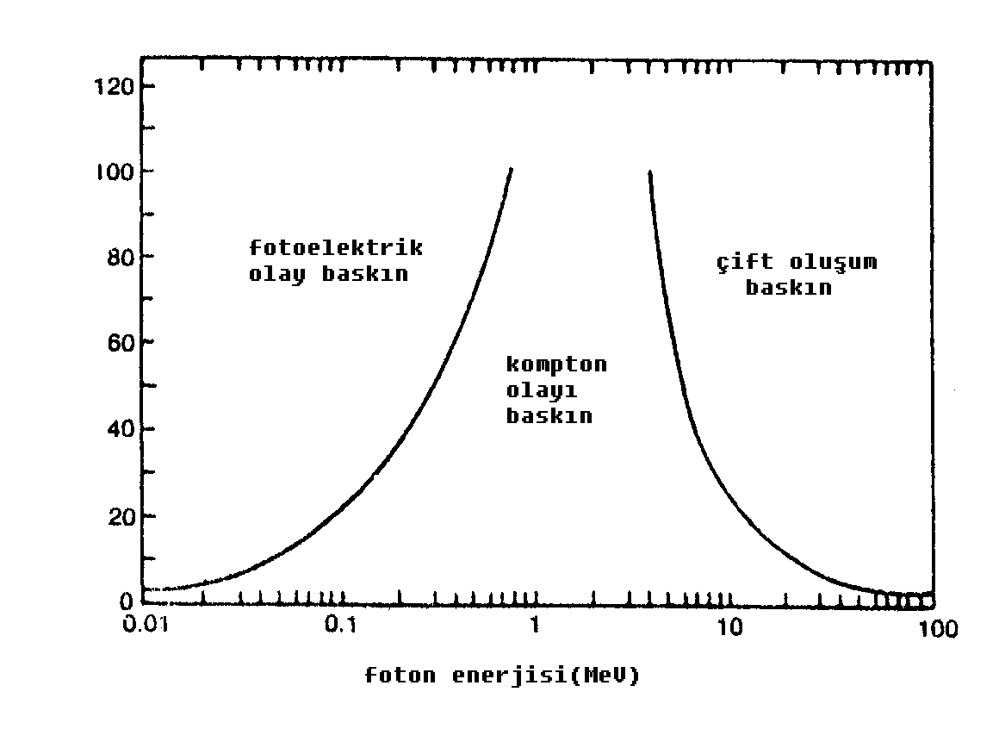 120
100
80
60
40
20
0
0.01
0.1
1
10
100
fotoelektrik
olay baskın
kompton
olayı
baskın
çift oluşum
baskın
foton enerjisi(MeV)